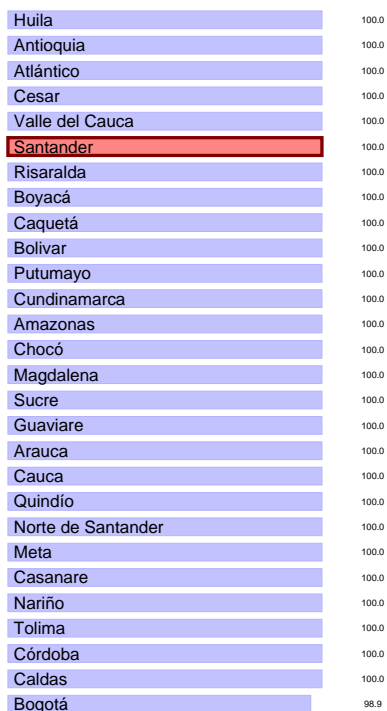 Huila 100.0
Antioquia 100.0
Atlántico 100.0
Cesar 100.0
Valle del Cauca 100.0
Santander 100.0
Risaralda 100.0
Boyacá 100.0
Caquetá 100.0
Bolivar 100.0
Putumayo 100.0
Cundinamarca 100.0
Amazonas 100.0
Chocó 100.0
Magdalena 100.0
Sucre 100.0
Guaviare 100.0
Arauca 100.0
Cauca 100.0
Quindío 100.0
Norte de Santander 100.0
Meta 100.0
Casanare 100.0
Nariño 100.0
Tolima 100.0
Córdoba 100.0
Caldas 100.0
Bogotá 98.9